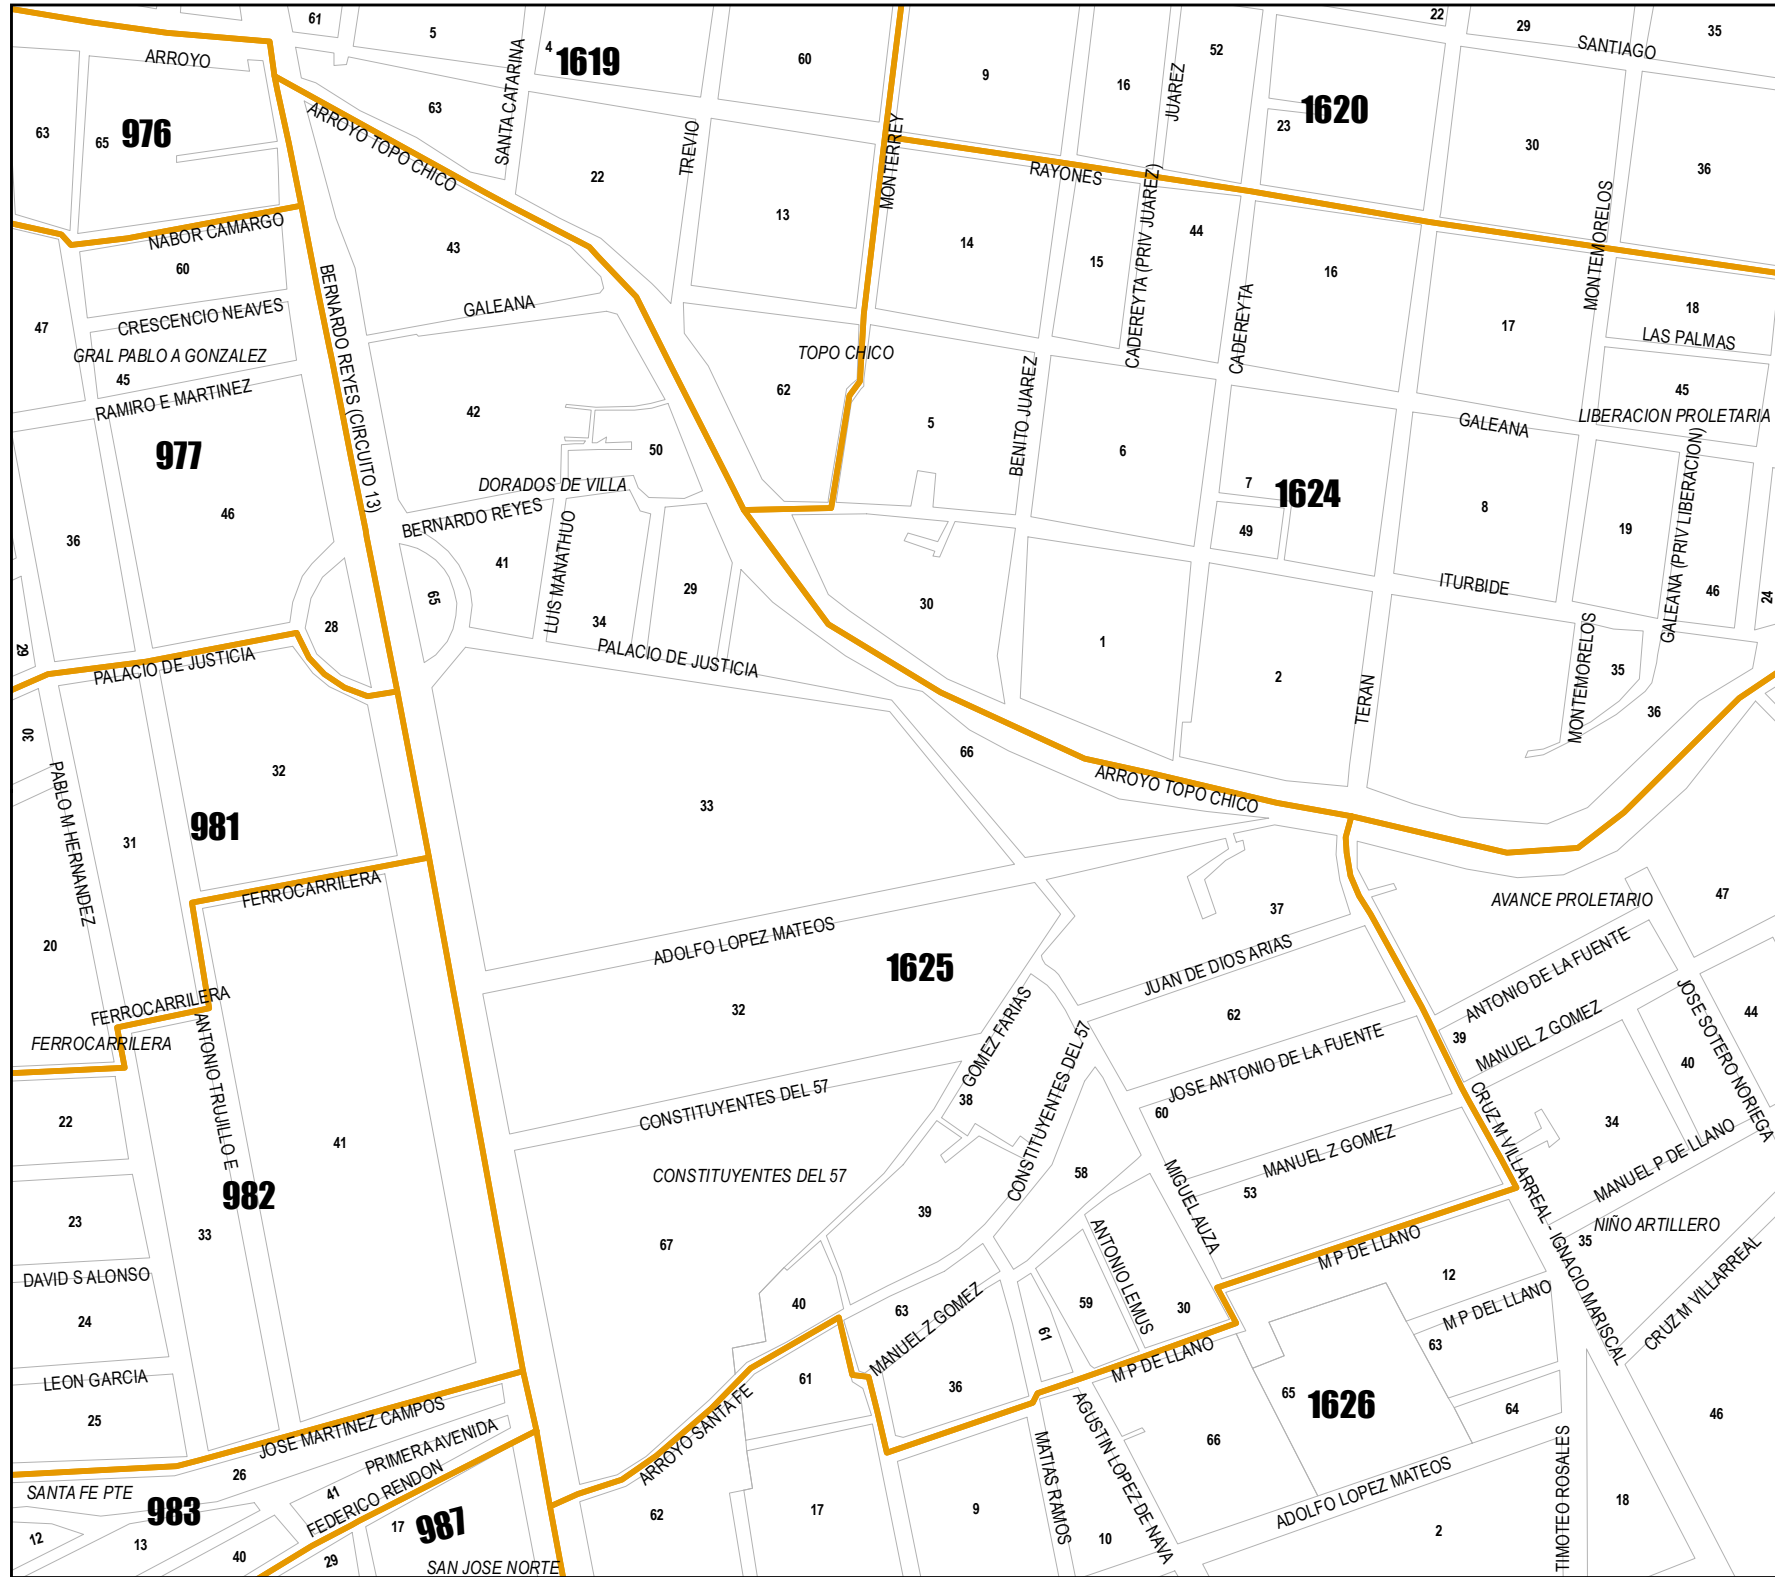 61
5
4
1619
60
9
16
52
22
29
SANTIAGO
35
ARROYO
63
65
976
63
ARROYO TOPO CHICO
SANTA CATARINA
22
TREVIO
13
MONTERREY
JUAREZ
23
1620
30
36
RAYONES
NABOR CAMARGO
60
43
14
15
CADEREYTA (PRIV JUAREZ)
44
16
MONTEMORELOS
CADEREYTA
47
CRESCENCIO NEAVES
GRAL PABLO A GONZALEZ
45
RAMIRO E MARTINEZ
BERNARDO REYES (CIRCUITO 13)
GALEANA
TOPO CHICO
62
17
18
LAS PALMAS
45
LIBERACION PROLETARIA
977
42
50
5
BENITO JUAREZ
6
7
1624
49
GALEANA
8
19
GALEANA (PRIV LIBERACION)
46
36
DORADOS DE VILLA
BERNARDO REYES
46
41
LUIS MANATHUO
34
29
30
1
2
ITURBIDE
24
29
28
65
PALACIO DE JUSTICIA
PALACIO DE JUSTICIA
TERAN
MONTEMORELOS
35
36
30
PABLO M HERNANDEZ
32
31
981
33
66
ARROYO TOPO CHICO
FERROCARRILERA
20
ADOLFO LOPEZ MATEOS
1625
37
JUAN DE DIOS ARIAS
AVANCE PROLETARIO
47
ANTONIO DE LA FUENTE
FERROCARRILERA
FERROCARRILERA
ANTONIO TRUJILLO E
32
GOMEZ FARIAS
38
CONSTITUYENTES DEL 57
62
JOSE ANTONIO DE LA FUENTE
39
MANUEL Z GOMEZ
JOSE SOTERO NORIEGA
44
40
22
41
CONSTITUYENTES DEL 57
60
34
CONSTITUYENTES DEL 57
58
MANUEL Z GOMEZ
CRUZ M VILLARREAL - IGNACIO MARISCAL
MANUEL P DE LLANO
982
23
33
67
39
53
MIGUEL AUZA
NIÑO ARTILLERO
35
M P DE LLANO
ANTONIO LEMUS
CRUZ M VILLARREAL
DAVID S ALONSO
24
40
63
MANUEL Z GOMEZ
61
59
30
12
M P DEL LLANO
63
LEON GARCIA
25
61
36
M P DE LLANO
65
1626
64
46
JOSE MARTINEZ CAMPOS
PRIMERA AVENIDA
ARROYO SANTA FE
AGUSTIN LOPEZ DE NAVA
MATIAS RAMOS
66
26
SANTA FE PTE
983
41
FEDERICO RENDON
17
987
62
17
9
10
ADOLFO LOPEZ MATEOS
2
TIMOTEO ROSALES
18
12
13
40
29
SAN JOSE NORTE